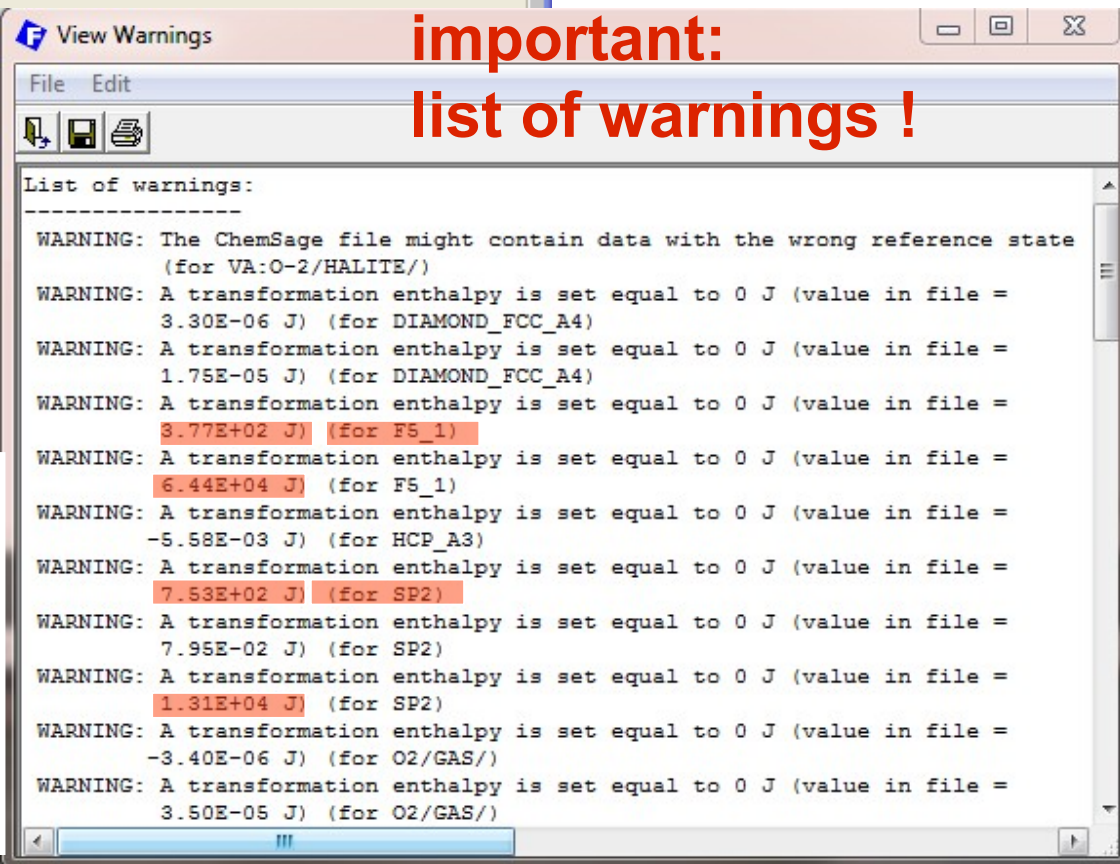 View Warnings
important:
File Edit
list of warnings !
List of warnings:
----------------
WARNING: The ChemSage file might contain data with the wrong reference state
(for VA:O-2/HALITE/)
WARNING: A transformation enthalpy is set equal to 0 J (value in file =
3.30E-06 J) (for DIAMOND_FCC_A4)
WARNING: A transformation enthalpy is set equal to 0 J (value in file =
1.75E-05 J) (for DIAMOND_FCC_A4)
WARNING: A transformation enthalpy is set equal to 0 J (value in file =
3.77E+02 J) (for F5_1)
WARNING: A transformation enthalpy is set equal to 0 J (value in file =
6.44E+04 J) (for F5_1)
WARNING: A transformation enthalpy is set equal to 0 J (value in file =
-5.58E-03 J) (for HCP_A3)
WARNING: A transformation enthalpy is set equal to 0 J (value in file =
7.53E+02 J) (for SP2)
WARNING: A transformation enthalpy is set equal to 0 J (value in file =
7.95E-02 J) (for SP2)
WARNING: A transformation enthalpy is set equal to 0 J (value in file =
1.31E+04 J) (for SP2)
WARNING: A transformation enthalpy is set equal to 0 J (value in file =
-3.40E-06 J) (for O2/GAS/)
WARNING: A transformation enthalpy is set equal to 0 J (value in file =
3.50E-05 J) (for O2/GAS/)